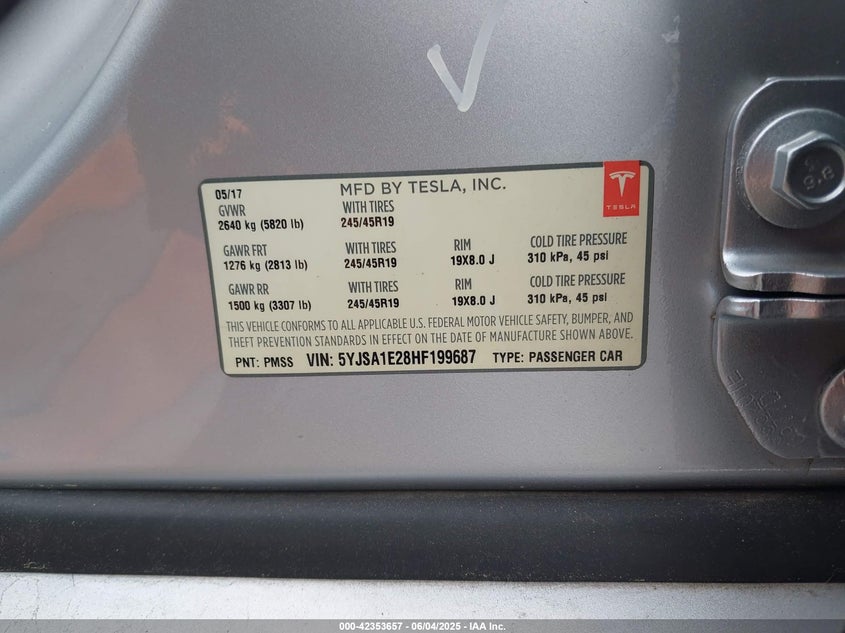 05/17 MFD BY TESLA, INC.
GVWR WITH TIRES
2640 kg (5820 lb) 245/45R19
TESLA
GAWR FRT WITH TIRES RIM COLD TIRE PRESSURE
1276 kg (2813 lb) 245/45R19 19X8.0 J 310 kPa, 45 psi
GAWR RR WITH TIRES RIM COLD TIRE PRESSURE
1500 kg (3307 lb) 245/45R19 19X8.0 J 310 kPa, 45 psi
THIS VEHICLE CONFORMS TO ALL APPLICABLE U.S. FEDERAL MOTOR VEHICLE SAFETY, BUMPER, AND
THEFT PREVENTION STANDARDS IN EFFECT ON THE DATE OF MANUFACTURE SHOWN ABOVE.
PNT: PMSS VIN: 5YJSA1E28HF199687 TYPE: PASSENGER CAR
8.8
000-42353657 - 06/04/2025 - IAA Inc.